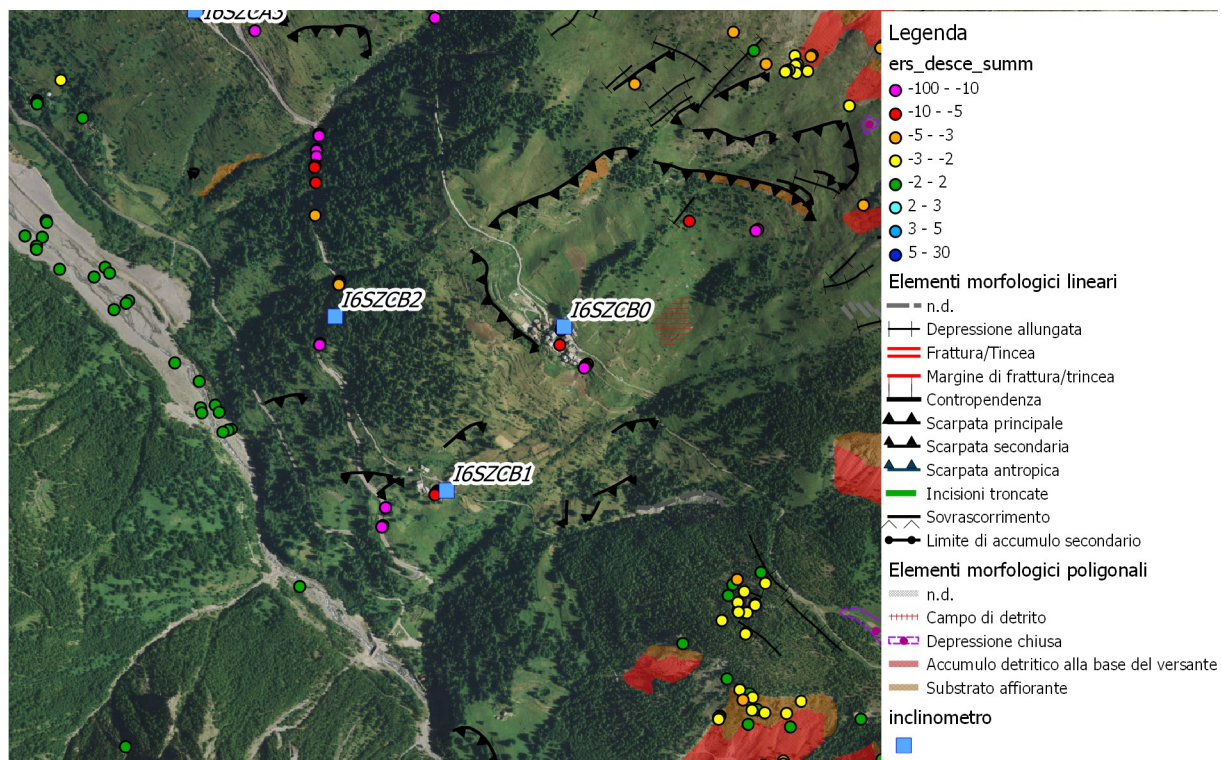 I6SZCA3
I6SZCB2
I6SZCB0
I6SZCB1
Legenda
ers_desce_summ
-100 - -10
-10 - -5
-5 - -3
-3 - -2
-2 - 2
2 - 3
3 - 5
5 - 30
Elementi morfologici lineari
n.d.
Depressione allungata
Frattura/Tincea
Margine di frattura/trincea
Contropendenza
Scarpata principale
Scarpata secondaria
Scarpata antropica
Incisioni troncate
Sovrascorrimento
Limite di accumulo secondario
Elementi morfologici poligonali
n.d.
Campo di detrito
Depressione chiusa
Accumulo detritico alla base del versante
Substrato affiorante
inclinometro